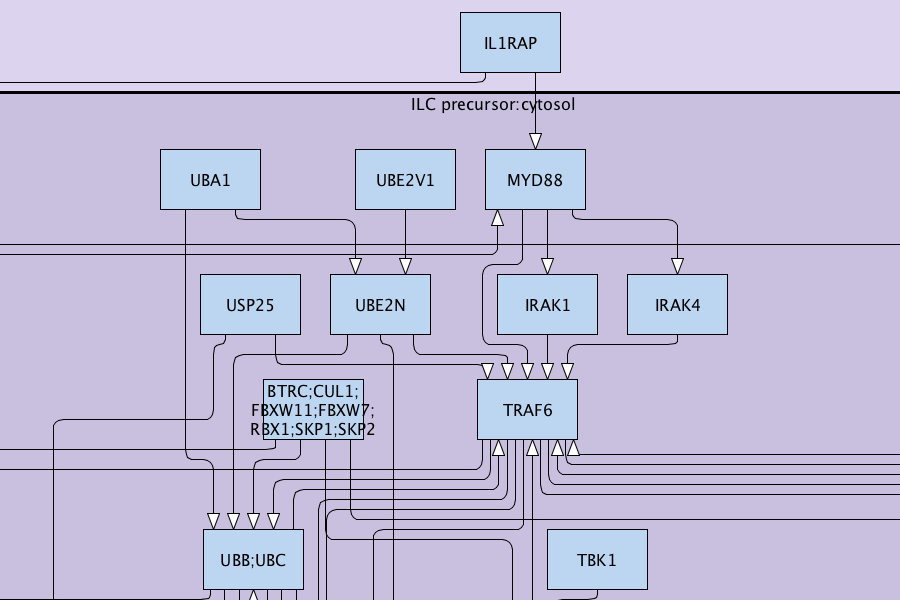 IL1RAP
ILC precursor:cytosol
UBA1
UBE2V1
MYD88
USP25
UBE2N
IRAK1
IRAK4
BTRC;CUL1;
FBXW11;FBXW7;
RBX1;SKP1;SKP2
TRAF6
UBB;UBC
TBK1